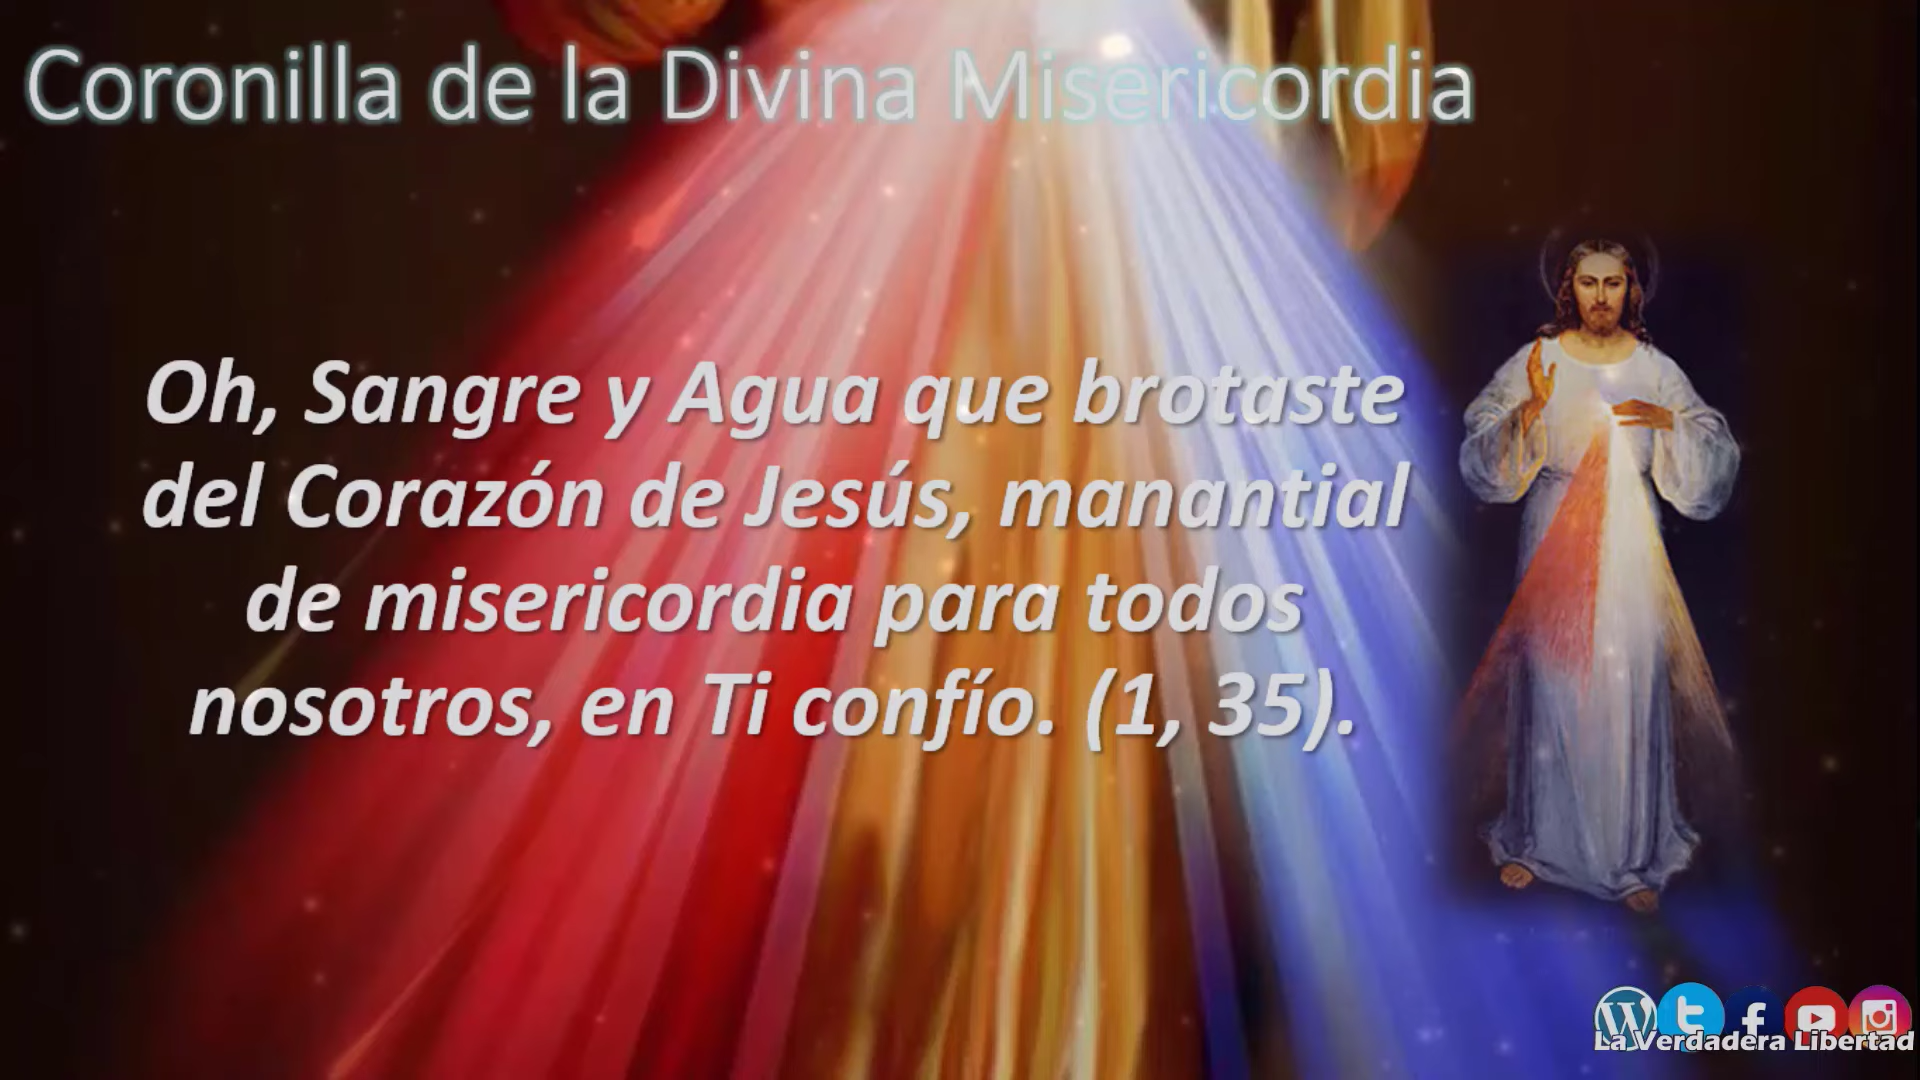 Coronilla de la Divina Misericordia
Oh, Sangre y Agua que brotaste
del Corazón de Jesús, manantial
de misericordia para todos
nosotros, en Ti confío. (1, 35).
La Verdadera Libertad